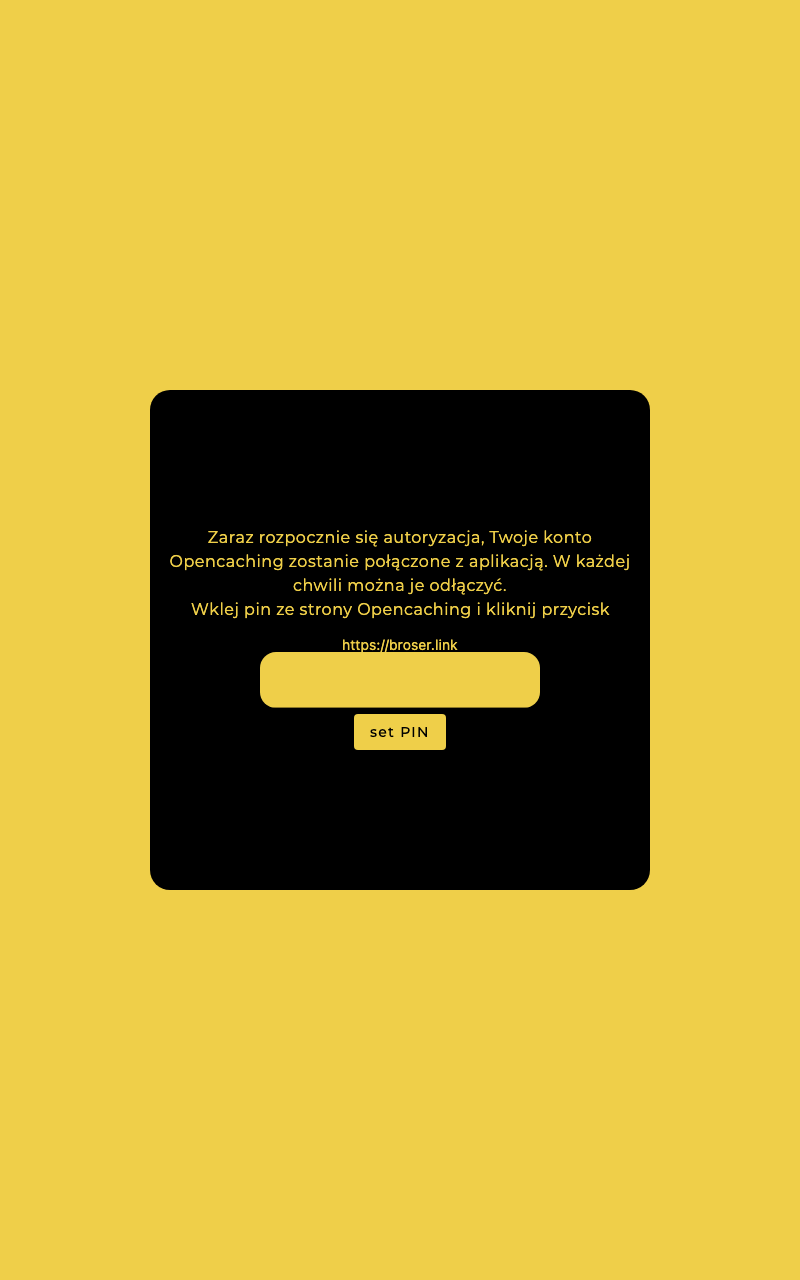 Zaraz rozpocznie się autoryzacja, Twoje konto
Opencaching zostanie połączone z aplikacją. W każdej
chwili można je odłączyć.
Wklej pin ze strony Opencaching i kliknij przycisk
https://broser.link
set PIN